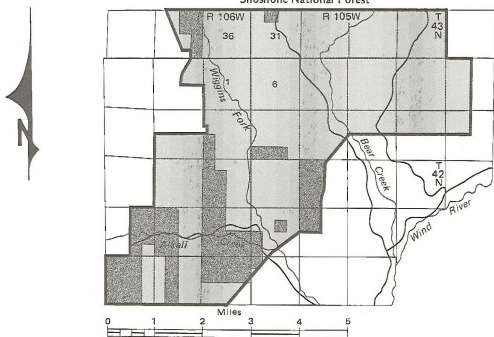 Shoshone National Forest
R 106W
R 105W
T
43
N
36
31
1
6
Wiggins
Fork
Bear
Creek
T
42
N
Wind River
N
Miles
0 1 2 3 4 5